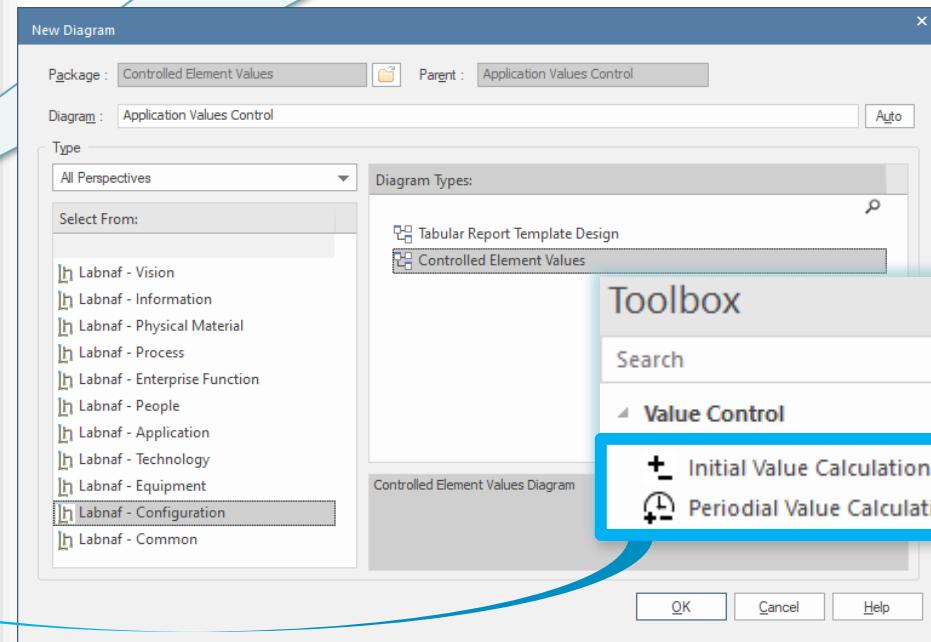 New Diagram
Package : Controlled Element Values Parent : Application Values Control
Diagram : Application Values Control Auto
Type
All Perspectives
Select From:
Labnaf - Vision
Labnaf - Information
Labnaf - Physical Material
Labnaf - Process
Labnaf - Enterprise Function
Labnaf - People
Labnaf - Application
Labnaf - Technology
Labnaf - Equipment
Labnaf - Configuration
Labnaf - Common
Diagram Types:
Tabular Report Template Design
Controlled Element Values
Controlled Element Values Diagram
Toolbox
Search
Value Control
Initial Value Calculation
Periodial Value Calculati
OK Cancel Help